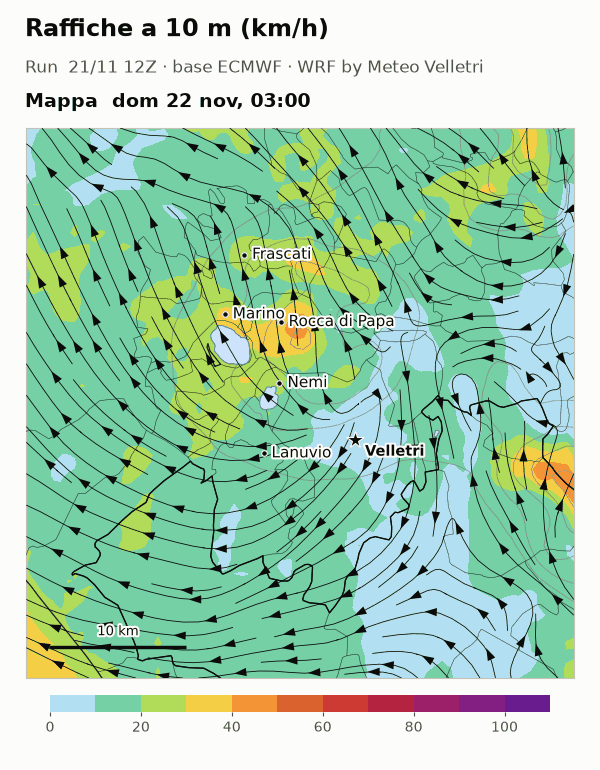 Raffiche a 10 m (km/h)
Run  21/11 12Z · base ECMWF · WRF by Meteo Velletri
Mappa  dom 22 nov, 03:00
Frascati
Marino
Rocca di Papa
Nemi
Velletri
Lanuvio
10 km
0 20 40 60 80 100